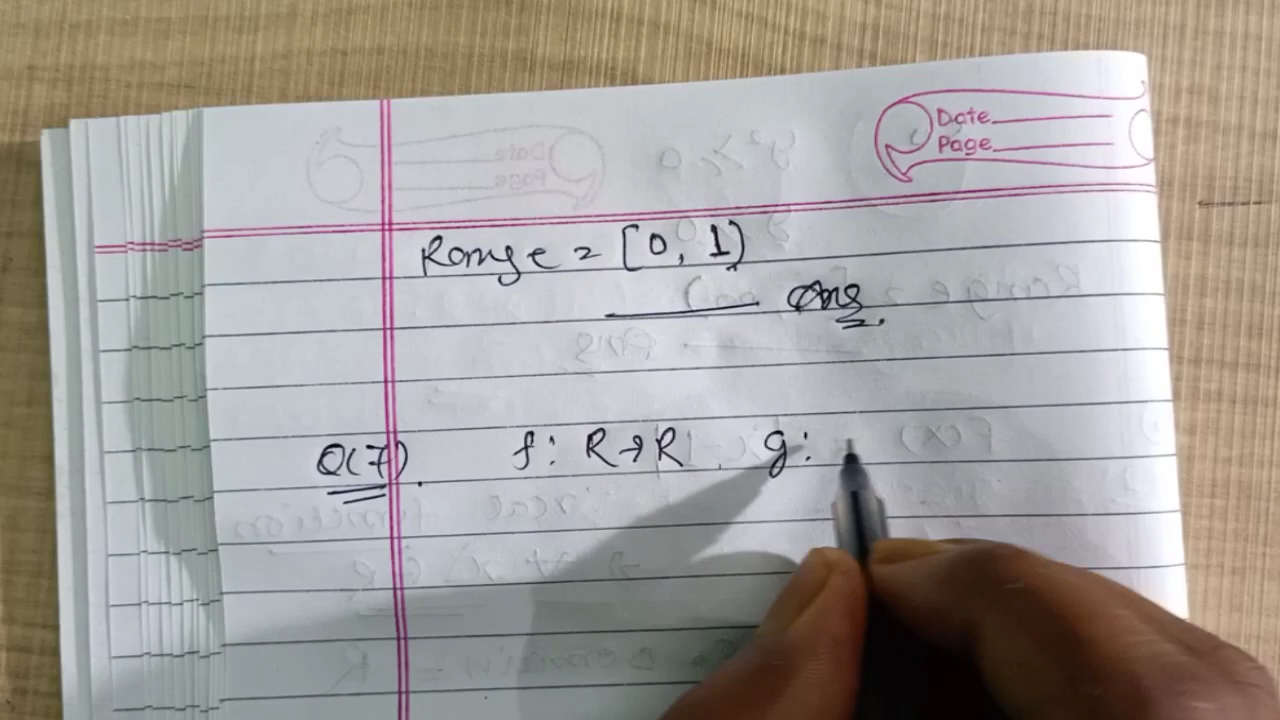 Date
Page
Range = [0, 1)
Ans.
Q(7). f: R→R, g: